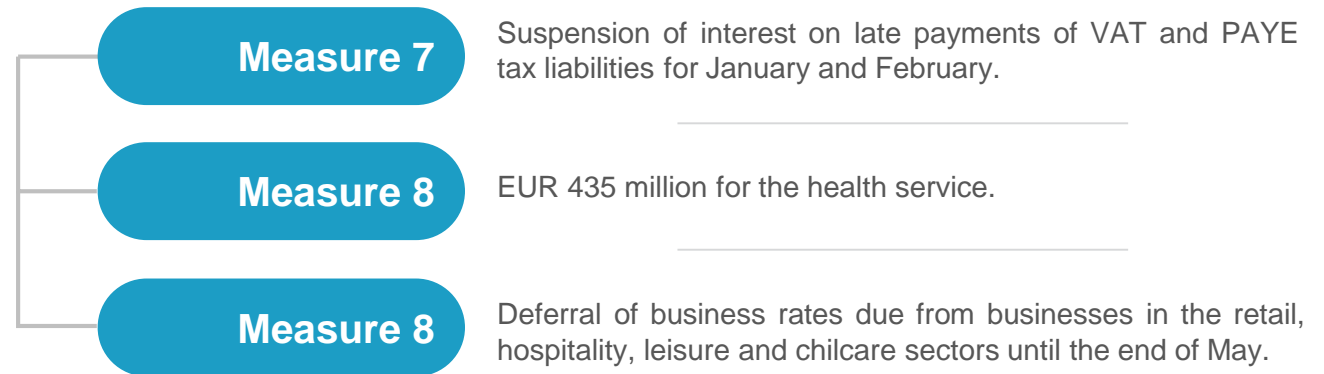 Measure 7
Suspension of interest on late payments of VAT and PAYE
tax liabilities for January and February.
Measure 8
EUR 435 million for the health service.
Measure 8
Deferral of business rates due from businesses in the retail,
hospitality, leisure and chilcare sectors until the end of May.